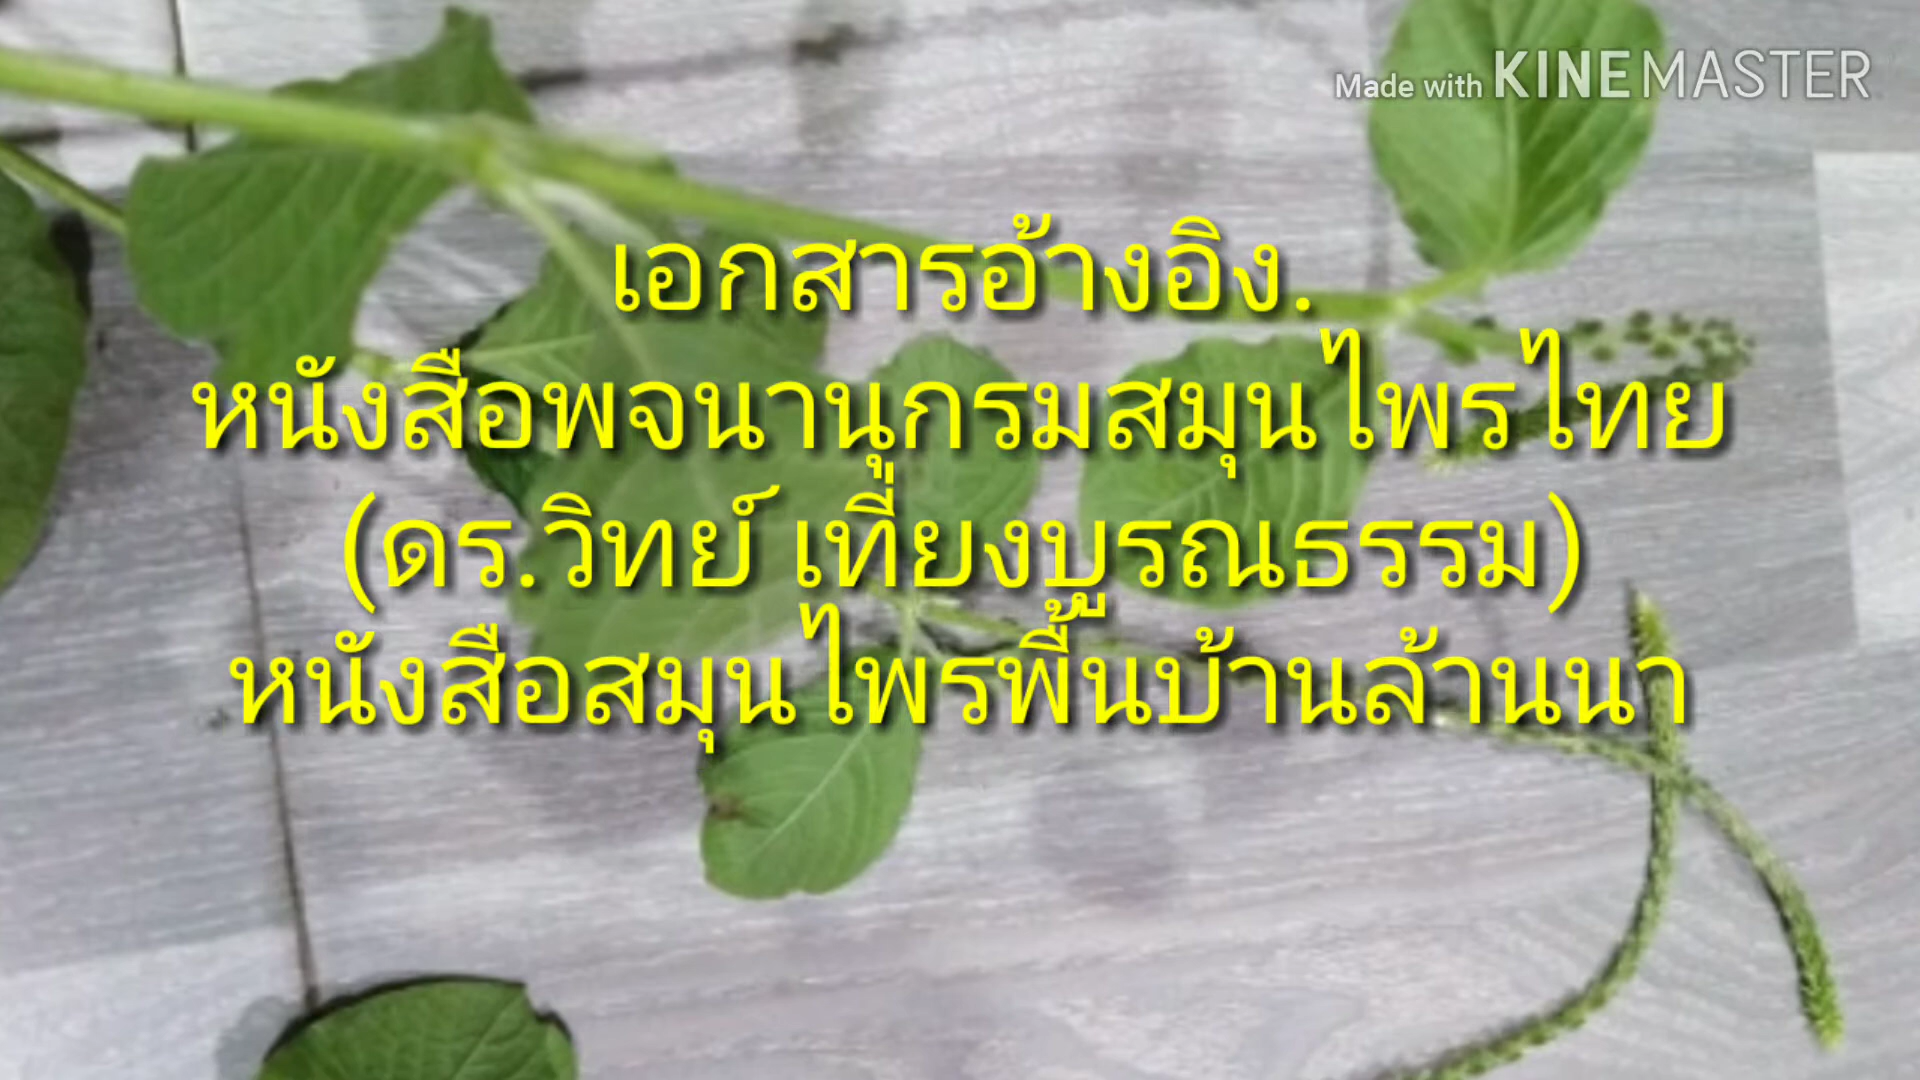 Made with KINEMASTER
เอกสารอ้างอิง.
หนังสือพจนานุกรมสมุนไพรไทย
(ดร.วิทย์ เที่ยงบูรณธรรม)
หนังสือสมุนไพรพื้นบ้านล้านนา